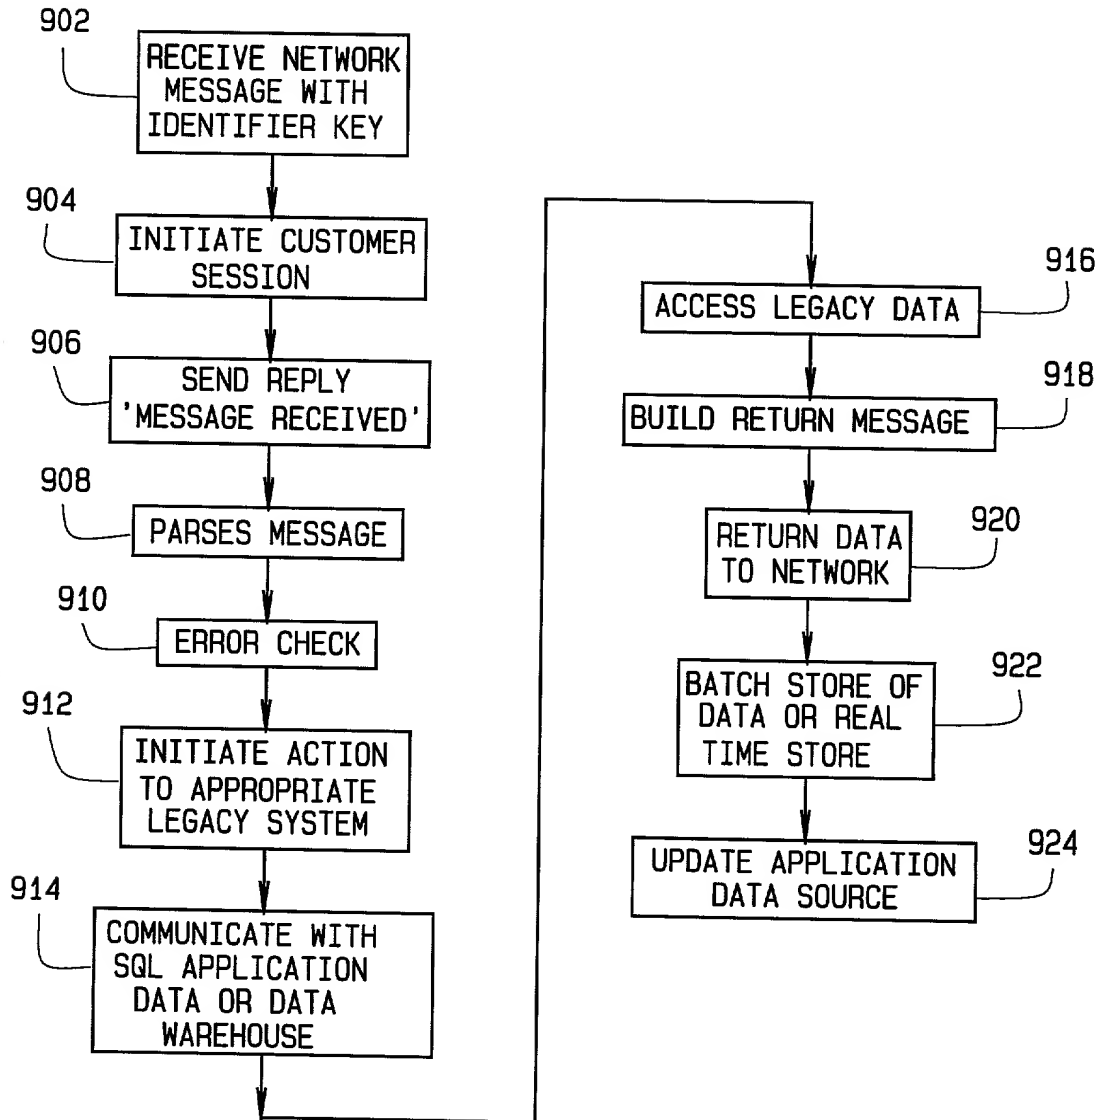 902
RECEIVE NETWORK
MESSAGE WITH
IDENTIFIER KEY
904
INITIATE CUSTOMER
SESSION
906
SEND REPLY
'MESSAGE RECEIVED'
908
PARSES MESSAGE
910
ERROR CHECK
912
INITIATE ACTION
TO APPROPRIATE
LEGACY SYSTEM
914
COMMUNICATE WITH
SQL APPLICATION
DATA OR DATA
WAREHOUSE
916
ACCESS LEGACY DATA
918
BUILD RETURN MESSAGE
920
RETURN DATA
TO NETWORK
922
BATCH STORE OF
DATA OR REAL
TIME STORE
924
UPDATE APPLICATION
DATA SOURCE